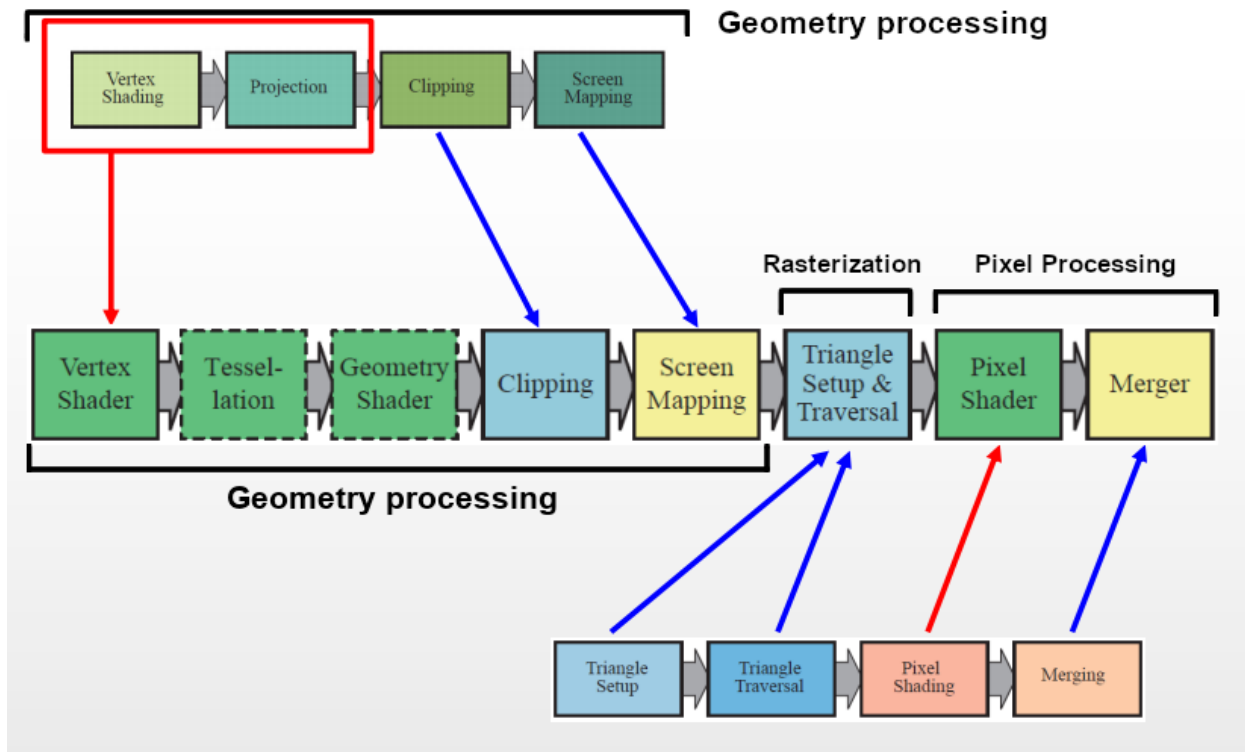 Geometry processing
Vertex
Shading
Projection
Clipping
Screen
Mapping
Rasterization
Pixel Processing
Vertex
Shader
Tessel-
lation
Geometry
Shader
Clipping
Screen
Mapping
Triangle
Setup &
Traversal
Pixel
Shader
Merger
Geometry processing
Triangle
Setup
Triangle
Traversal
Pixel
Shading
Merging